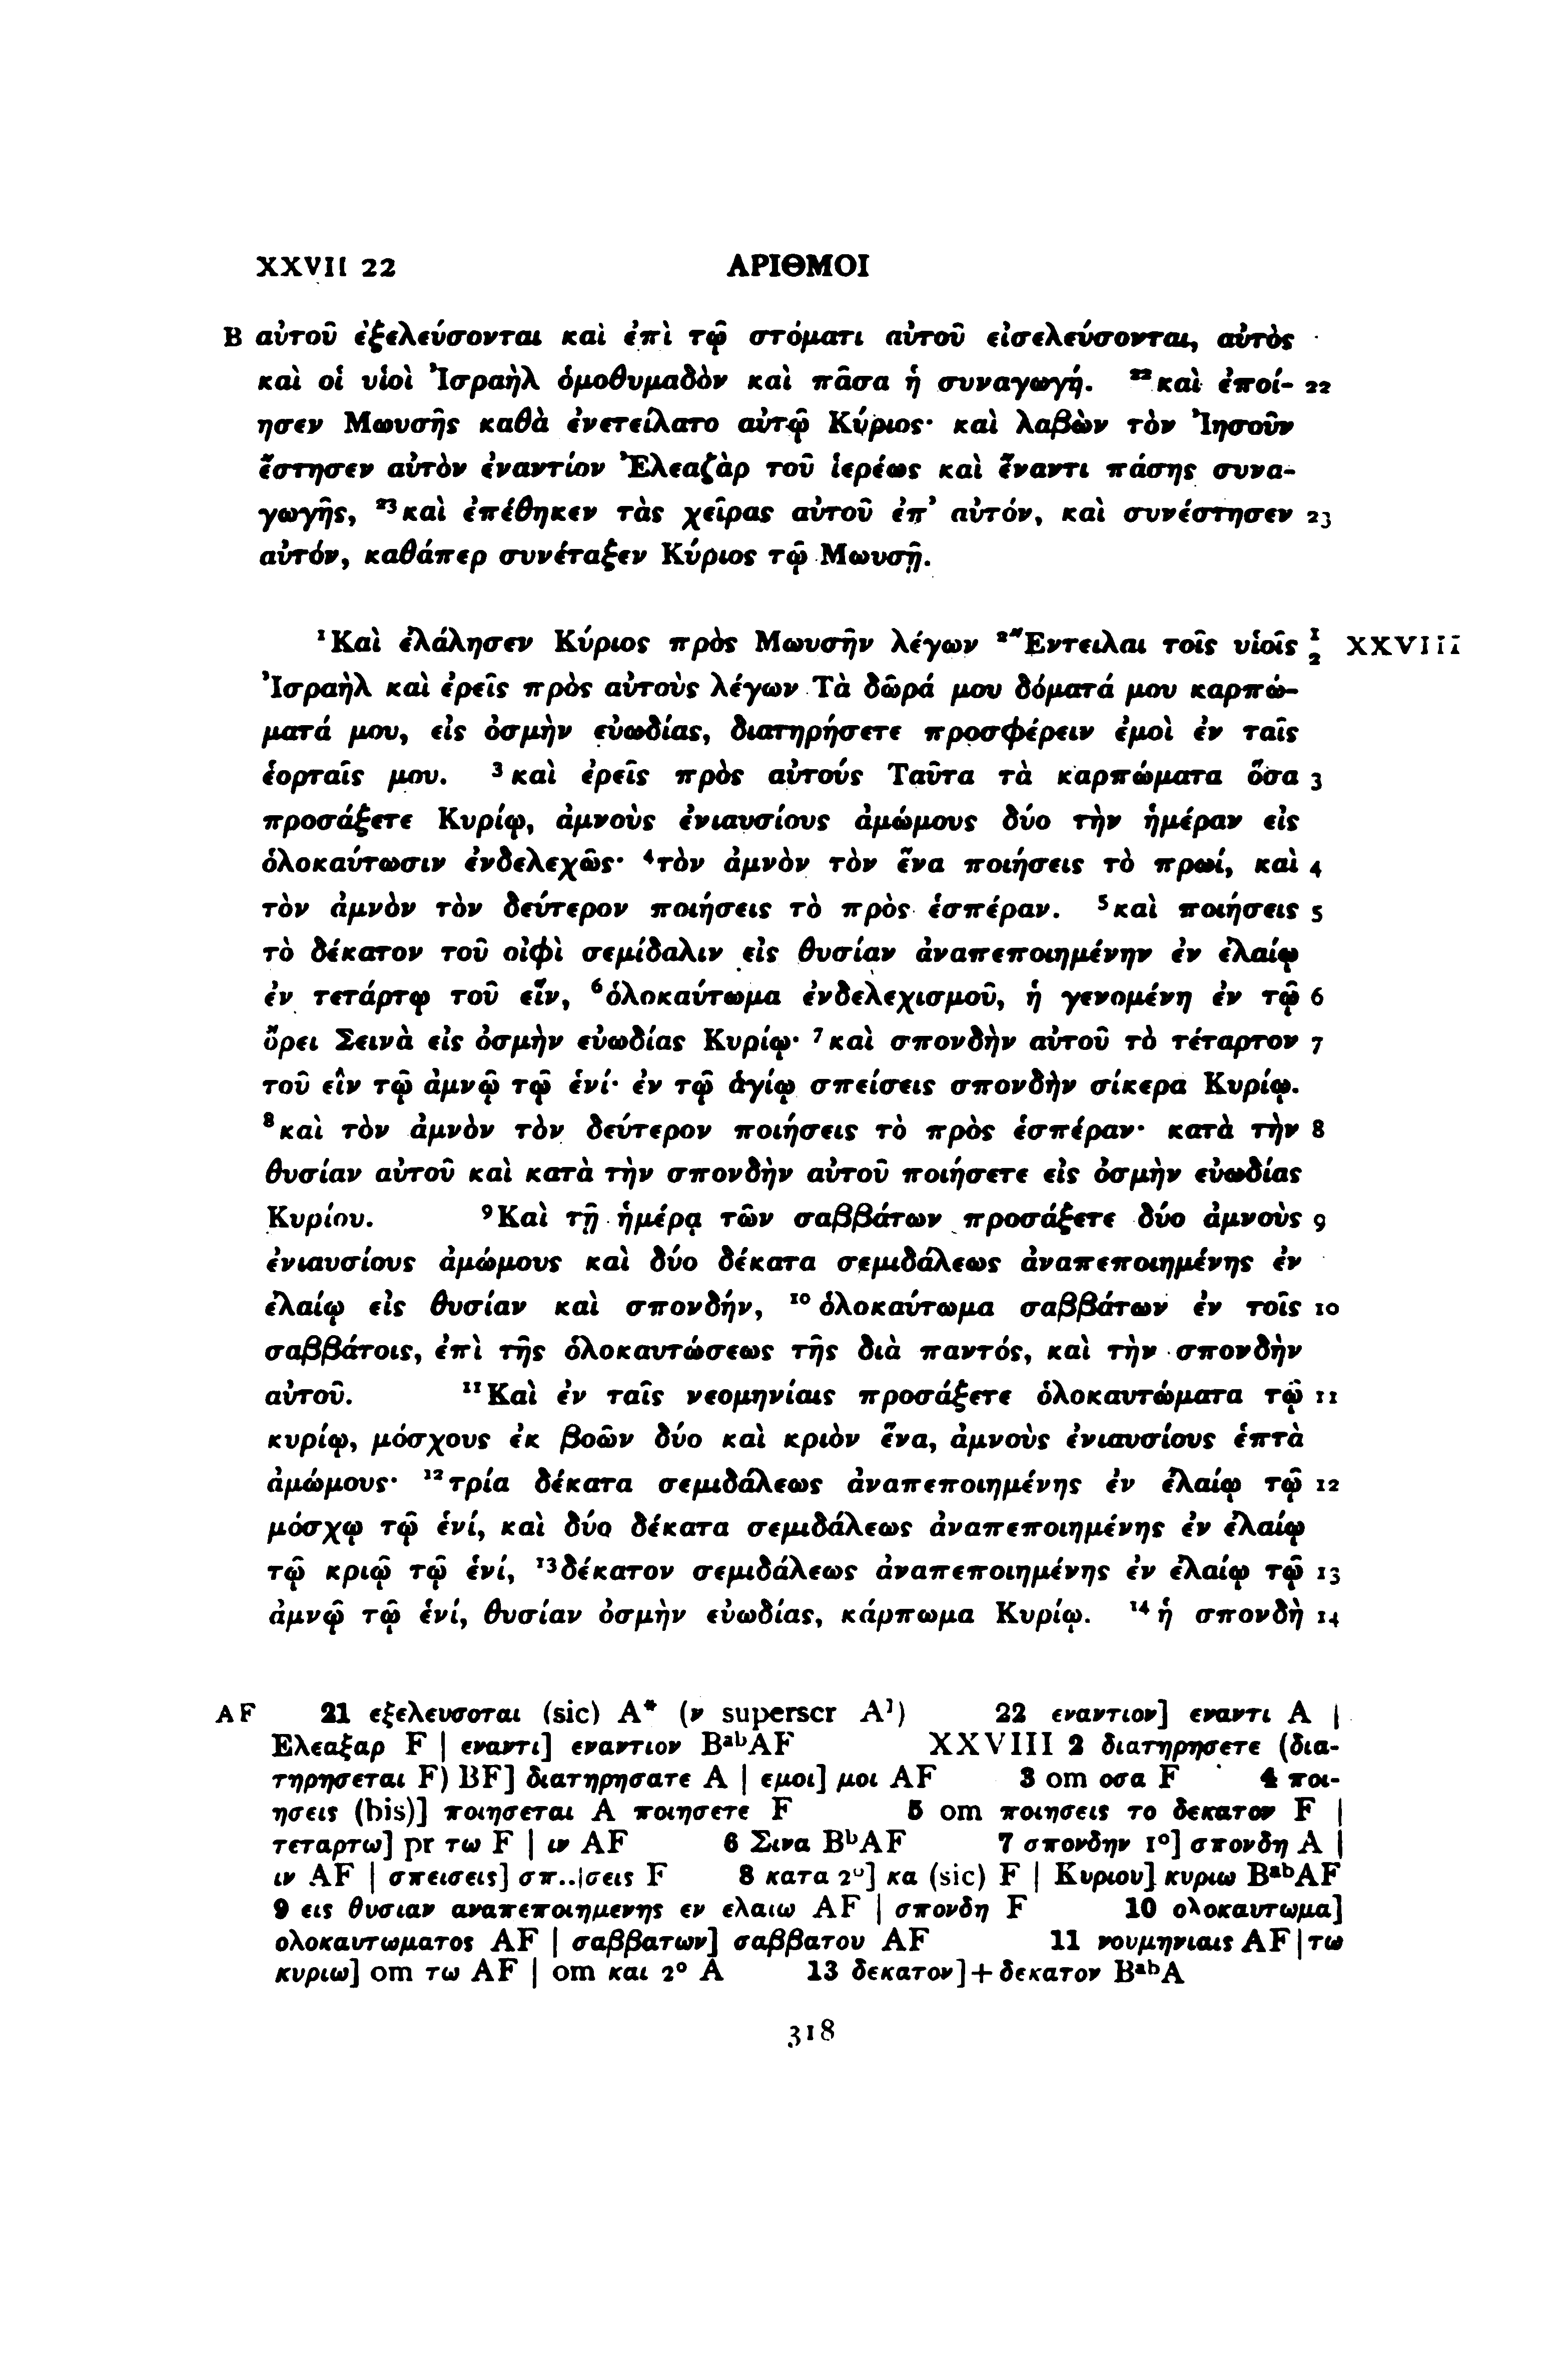 XXVII 22 ΑΡΙΘΜΟΙ
B αὐτοῦ ἐξελεύσονται καὶ ἐπὶ τῷ στόματι αὐτοῦ εἰσελεύσονται, αὐτὸς
καὶ οἱ υἱοὶ Ἰσραὴλ ὁμοθυμαδὸν καὶ πᾶσα ἡ συναγωγή. ²²καὶ ἐποί- 22
ησεν Μωυσῆς καθὰ ἐνετείλατο αὐτῷ Κύριος· καὶ λαβὼν τὸν Ἰησοῦν
ἔστησεν αὐτὸν ἐναντίον Ἐλεαζὰρ τοῦ ἱερέως καὶ ἔναντι πάσης συνα-
γωγῆς, ²³καὶ ἐπέθηκεν τὰς χεῖρας αὐτοῦ ἐπ’ αὐτόν, καὶ συνέστησεν 23
αὐτόν, καθάπερ συνέταξεν Κύριος τῷ Μωυσῇ.
¹Καὶ ἐλάλησεν Κύριος πρὸς Μωυσῆν λέγων ²Ἔντειλαι τοῖς υἱοῖς 1 2 XXVIII
Ἰσραὴλ καὶ ἐρεῖς πρὸς αὐτοὺς λέγων Τὰ δῶρά μου δόματά μου καρπώ-
ματά μου, εἰς ὀσμὴν εὐωδίας, διατηρήσετε προσφέρειν ἐμοὶ ἐν ταῖς
ἑορταῖς μου. ³καὶ ἐρεῖς πρὸς αὐτούς Ταῦτα τὰ καρπώματα ὅσα 3
προσάξετε Κυρίῳ, ἀμνοὺς ἐνιαυσίους ἀμώμους δύο τὴν ἡμέραν εἰς
ὁλοκαύτωσιν ἐνδελεχῶς· ⁴τὸν ἀμνὸν τὸν ἕνα ποιήσεις τὸ πρωί, καὶ 4
τὸν ἀμνὸν τὸν δεύτερον ποιήσεις τὸ πρὸς ἑσπέραν. ⁵καὶ ποιήσεις 5
τὸ δέκατον τοῦ οἰφὶ σεμίδαλιν εἰς θυσίαν ἀναπεποιημένην ἐν ἐλαίῳ
ἐν τετάρτῳ τοῦ εἴν, ⁶ὁλοκαύτωμα ἐνδελεχισμοῦ, ἡ γενομένη ἐν τῷ 6
ὄρει Σεινὰ εἰς ὀσμὴν εὐωδίας Κυρίῳ· ⁷καὶ σπονδὴν αὐτοῦ τὸ τέταρτον 7
τοῦ εἲν τῷ ἀμνῷ τῷ ἑνί· ἐν τῷ ἁγίῳ σπείσεις σπονδὴν σίκερα Κυρίῳ.
⁸καὶ τὸν ἀμνὸν τὸν δεύτερον ποιήσεις τὸ πρὸς ἑσπέραν· κατὰ τὴν 8
θυσίαν αὐτοῦ καὶ κατὰ τὴν σπονδὴν αὐτοῦ ποιήσετε εἰς ὀσμὴν εὐωδίας
Κυρίου. ⁹Καὶ τῇ ἡμέρᾳ τῶν σαββάτων προσάξετε δύο ἀμνοὺς 9
ἐνιαυσίους ἀμώμους καὶ δύο δέκατα σεμιδάλεως ἀναπεποιημένης ἐν
ἐλαίῳ εἰς θυσίαν καὶ σπονδήν, ¹⁰ὁλοκαύτωμα σαββάτων ἐν τοῖς 10
σαββάτοις, ἐπὶ τῆς ὁλοκαυτώσεως τῆς διὰ παντός, καὶ τὴν σπονδὴν
αὐτοῦ. ¹¹Καὶ ἐν ταῖς νεομηνίαις προσάξετε ὁλοκαυτώματα τῷ 11
κυρίῳ, μόσχους ἐκ βοῶν δύο καὶ κριὸν ἕνα, ἀμνοὺς ἐνιαυσίους ἑπτὰ
ἀμώμους· ¹²τρία δέκατα σεμιδάλεως ἀναπεποιημένης ἐν ἐλαίῳ τῷ 12
μόσχῳ τῷ ἑνί, καὶ δύο δέκατα σεμιδάλεως ἀναπεποιημένης ἐν ἐλαίῳ
τῷ κριῷ τῷ ἑνί, ¹³δέκατον σεμιδάλεως ἀναπεποιημένης ἐν ἐλαίῳ τῷ 13
ἀμνῷ τῷ ἑνί, θυσίαν ὀσμὴν εὐωδίας, κάρπωμα Κυρίῳ. ¹⁴ἡ σπονδὴ 14
AF 21 εξελευσοται (sic) A* (ν superscr A¹) 22 εναντιον] εναντι A |
Ελεαξαρ F | εναντι] εναντιον BᵃᵇAF XXVIII 2 διατηρησετε (δια-
τηρησεται F) BF] διατηρησατε A | εμοι] μοι AF 3 om οσα F 4 ποι-
ησεις (bis)] ποιησεται A ποιησετε F 5 om ποιησεις το δεκατον F |
τεταρτω] pr τω F | ιν AF 6 Σινα BᵇAF 7 σπονδην 1°] σπονδη A |
ιν AF | σπεισεις] σπ..|σεις F 8 κατα 2°] κα (sic) F | Κυριου] κυριω BᵃᵇAF
9 εις θυσιαν αναπεποιημενης εν ελαιω AF | σπονδη F 10 ολοκαυτωμα]
ολοκαυτωματος AF | σαββατων] σαββατου AF 11 νουμηνιαις AF | τω
κυριω] om τω AF | om και 2° A 13 δεκατον]+δεκατον BᵃᵇA
318